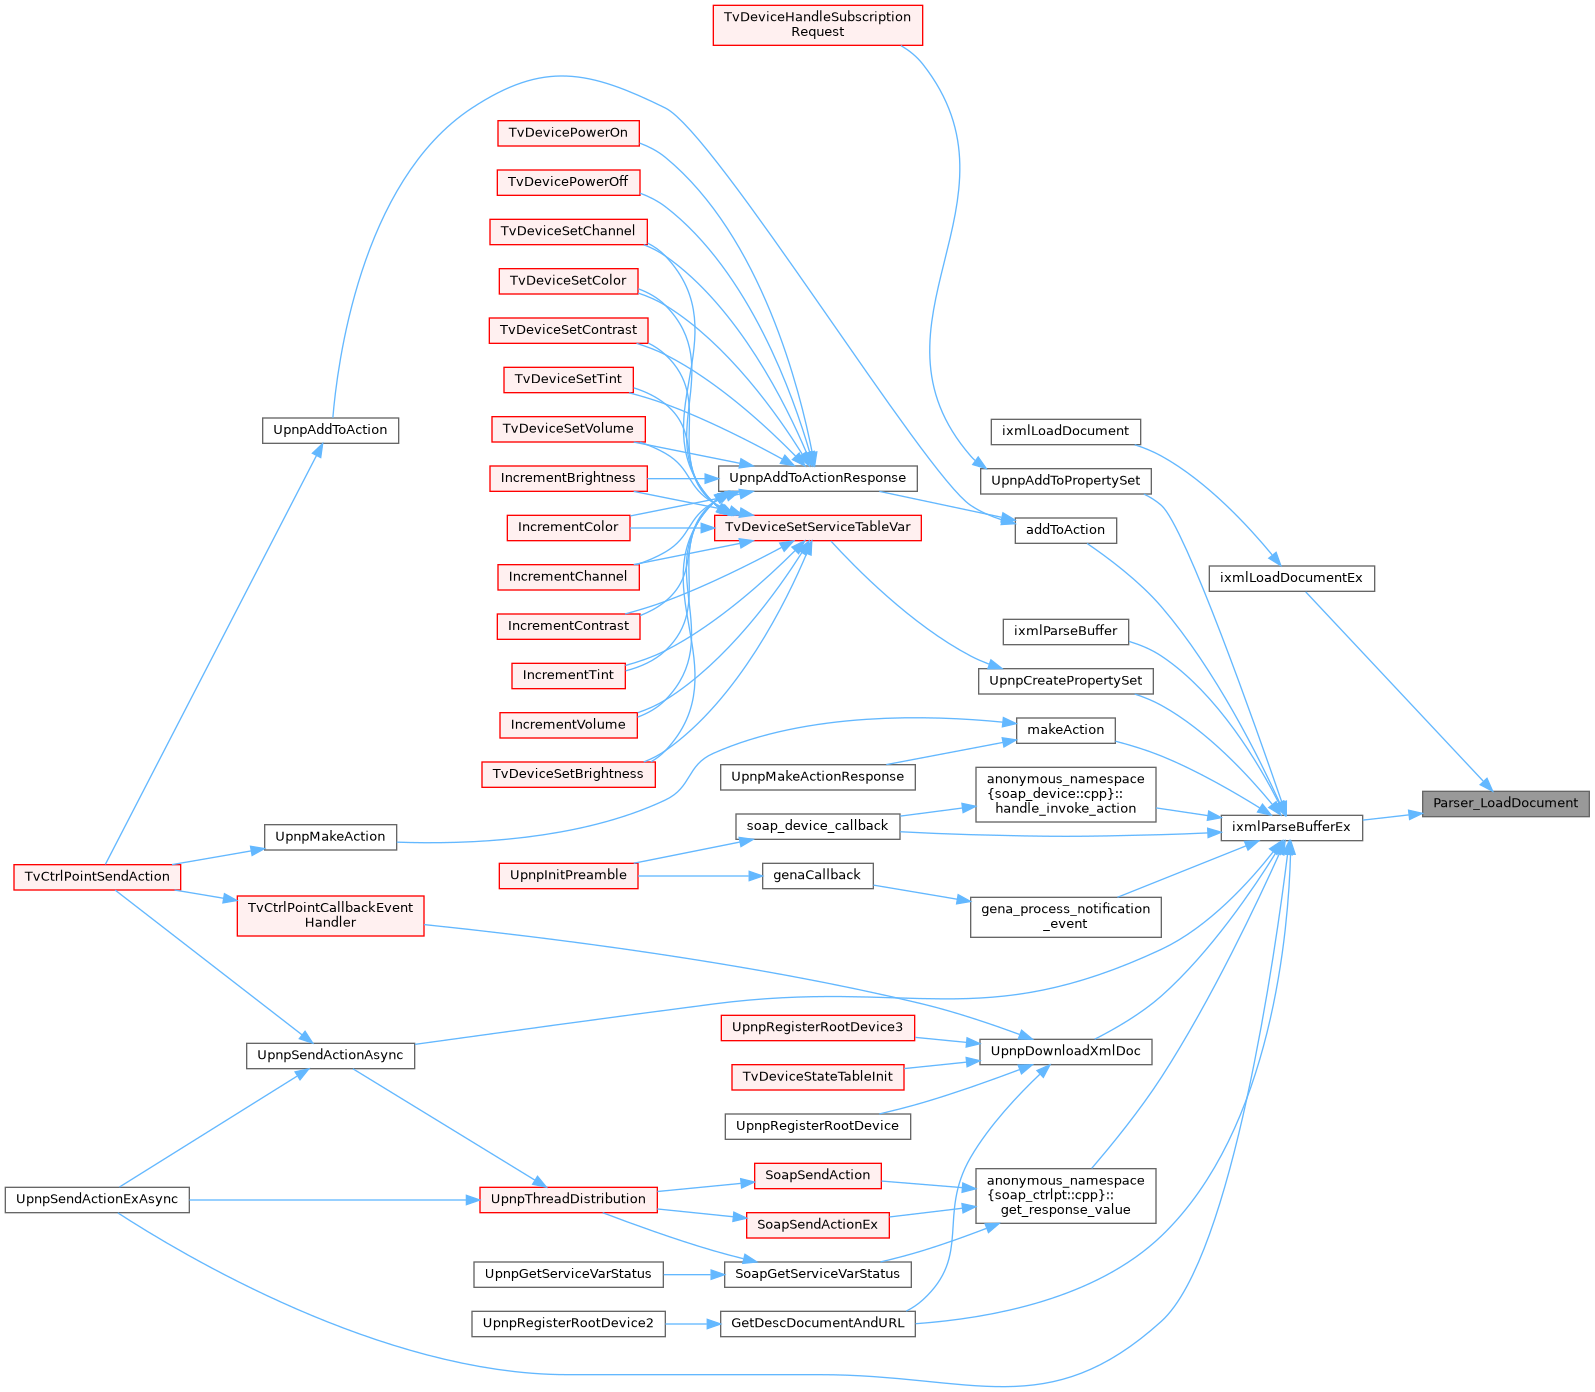 TvDeviceHandleSubscription
Request
TvDevicePowerOn
TvDevicePowerOff
TvDeviceSetChannel
TvDeviceSetColor
TvDeviceSetContrast
TvDeviceSetTint
TvDeviceSetVolume
IncrementBrightness
IncrementColor
IncrementChannel
IncrementContrast
IncrementTint
IncrementVolume
TvDeviceSetBrightness
UpnpAddToAction
UpnpAddToActionResponse
TvDeviceSetServiceTableVar
ixmlLoadDocument
UpnpAddToPropertySet
addToAction
ixmlLoadDocumentEx
ixmlParseBuffer
UpnpCreatePropertySet
makeAction
UpnpMakeActionResponse
anonymous_namespace
{soap_device::cpp}::
handle_invoke_action
Parser_LoadDocument
ixmlParseBufferEx
soap_device_callback
UpnpMakeAction
TvCtrlPointSendAction
UpnpInitPreamble
genaCallback
gena_process_notification
_event
TvCtrlPointCallbackEvent
Handler
UpnpRegisterRootDevice3
UpnpSendActionAsync
UpnpDownloadXmlDoc
TvDeviceStateTableInit
UpnpRegisterRootDevice
SoapSendAction
anonymous_namespace
{soap_ctrlpt::cpp}::
get_response_value
UpnpSendActionExAsync
UpnpThreadDistribution
SoapSendActionEx
UpnpGetServiceVarStatus
SoapGetServiceVarStatus
UpnpRegisterRootDevice2
GetDescDocumentAndURL